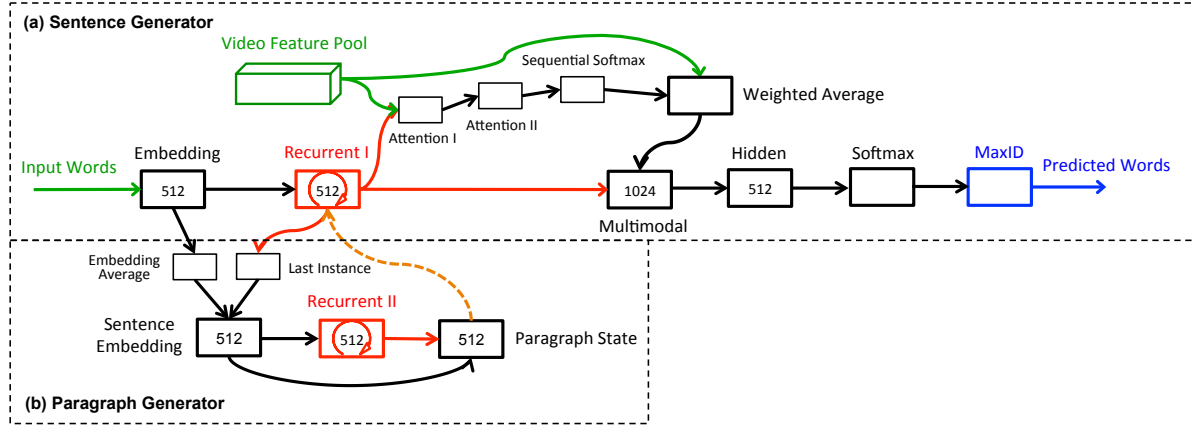 (a) Sentence Generator
Video Feature Pool
Sequential Softmax
Weighted Average
Attention II
Attention I
Input Words
Embedding
512
Recurrent I
512
1024
Multimodal
Hidden
512
Softmax
MaxID
Predicted Words
Embedding
Average
Last Instance
Recurrent II
Sentence
Embedding
512
512
512
Paragraph State
(b) Paragraph Generator